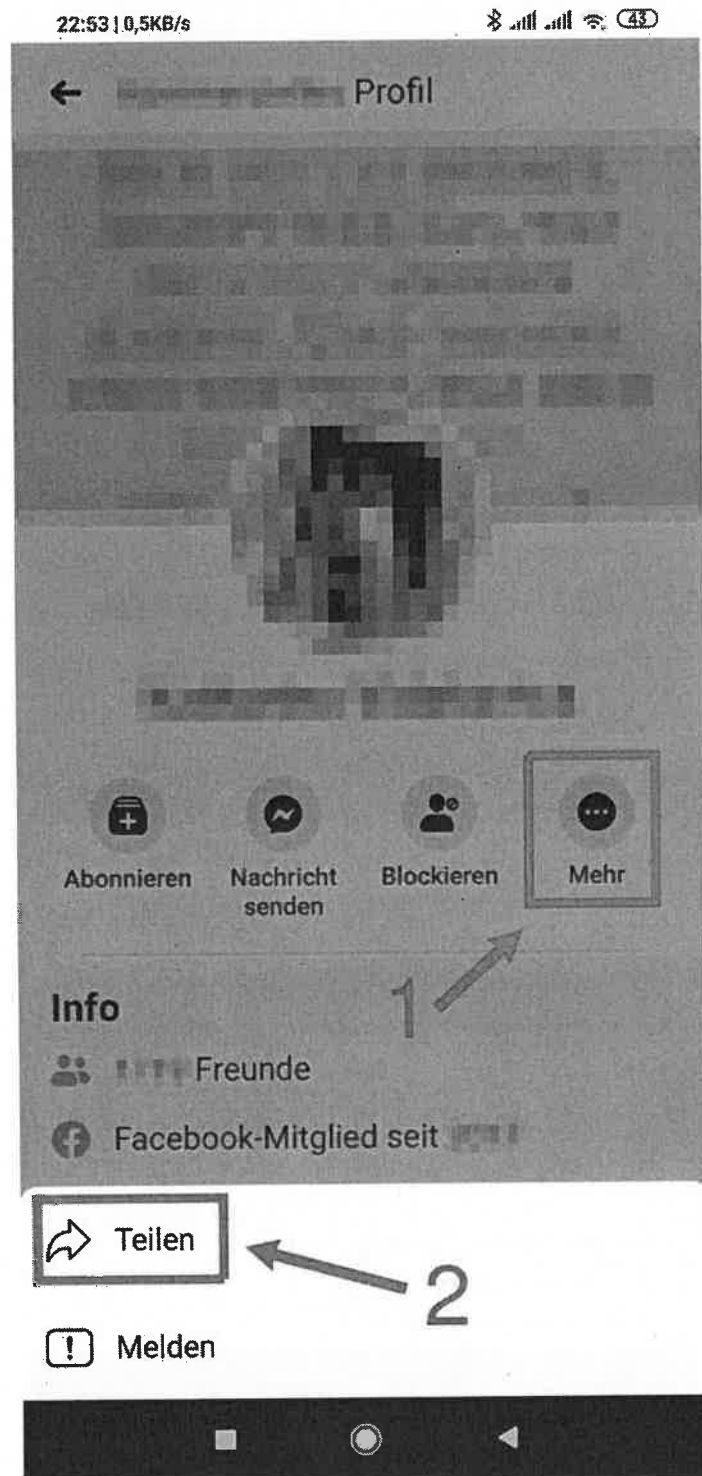 22:53 | 0,5KB/s 43
Profil
Abonnieren
Nachricht
senden
Blockieren
Mehr
1
Info
Freunde
Facebook-Mitglied seit
Teilen
2
Melden